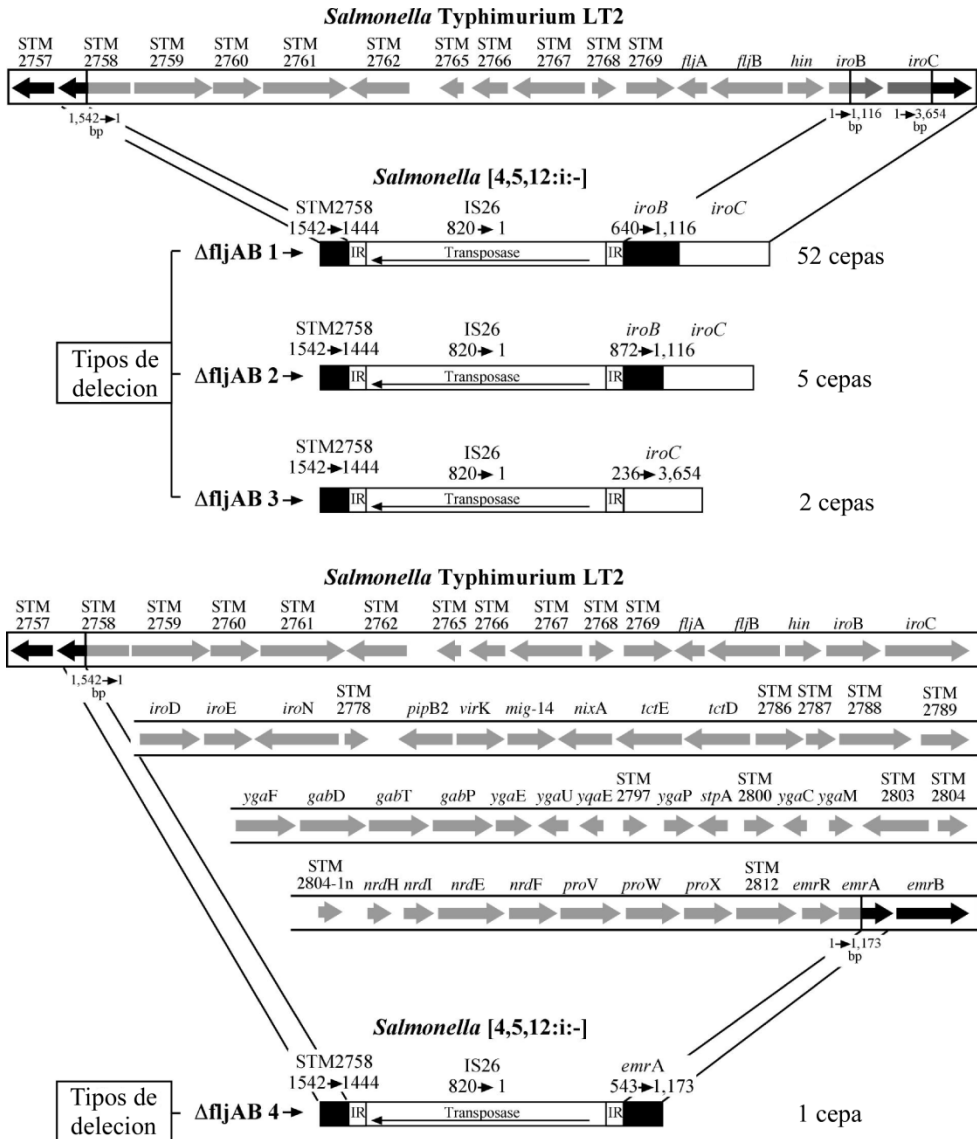 Salmonella Typhimurium LT2
STM STM STM STM STM STM STM STM STM STM STM
2757 2758 2759 2760 2761 2762 2765 2766 2767 2768 2769 fljA fljB hin iroB iroC
1,542→1 1→1,116 1→3,654
bp bp bp
Salmonella [4,5,12:i:-]
STM2758 IS26 iroB iroC
1542→1444 820→1 640→1,116
ΔfljAB 1 → IR Transposase IR 52 cepas
STM2758 IS26 iroB iroC
1542→1444 820→1 872→1,116
Tipos de
delecion
ΔfljAB 2 → IR Transposase IR 5 cepas
STM2758 IS26 iroC
1542→1444 820→1 236→3,654
ΔfljAB 3 → IR Transposase IR 2 cepas
Salmonella Typhimurium LT2
STM STM STM STM STM STM STM STM STM STM STM
2757 2758 2759 2760 2761 2762 2765 2766 2767 2768 2769 fljA fljB hin iroB iroC
1,542→1
bp
STM STM STM STM STM
iroD iroE iroN 2778 pipB2 virK mig-14 nixA tctE tctD 2786 2787 2788 2789
STM STM STM STM
ygaF gabD gabT gabP ygaE ygaU yqaE 2797 ygaP stpA 2800 ygaC ygaM 2803 2804
STM STM
2804-1n nrdH nrdI nrdE nrdF proV proW proX 2812 emrR emrA emrB
1→1,173
bp
Salmonella [4,5,12:i:-]
STM2758 IS26 emrA
1542→1444 820→1 543→1,173
Tipos de
delecion
ΔfljAB 4 → IR Transposase IR 1 cepa